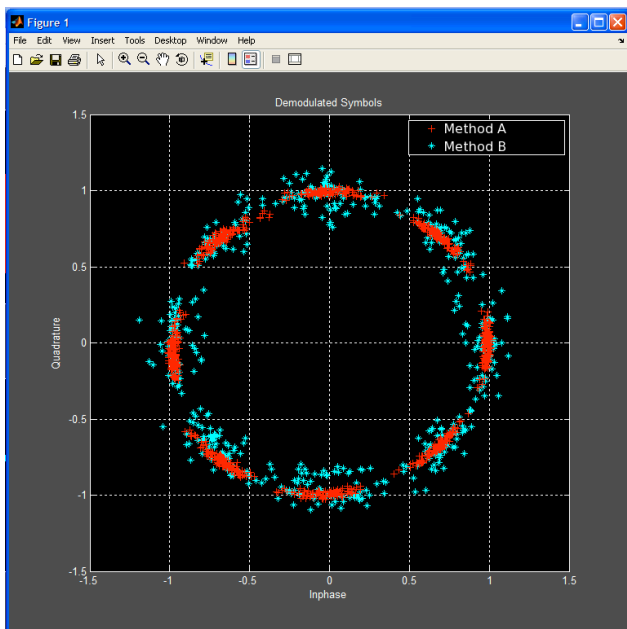 Figure 1
File Edit View Insert Tools Desktop Window Help
Demodulated Symbols
Method A
Method B
1.5
1
0.5
0
-0.5
-1
-1.5
Quadrature
-1.5 -1 -0.5 0 0.5 1 1.5
Inphase